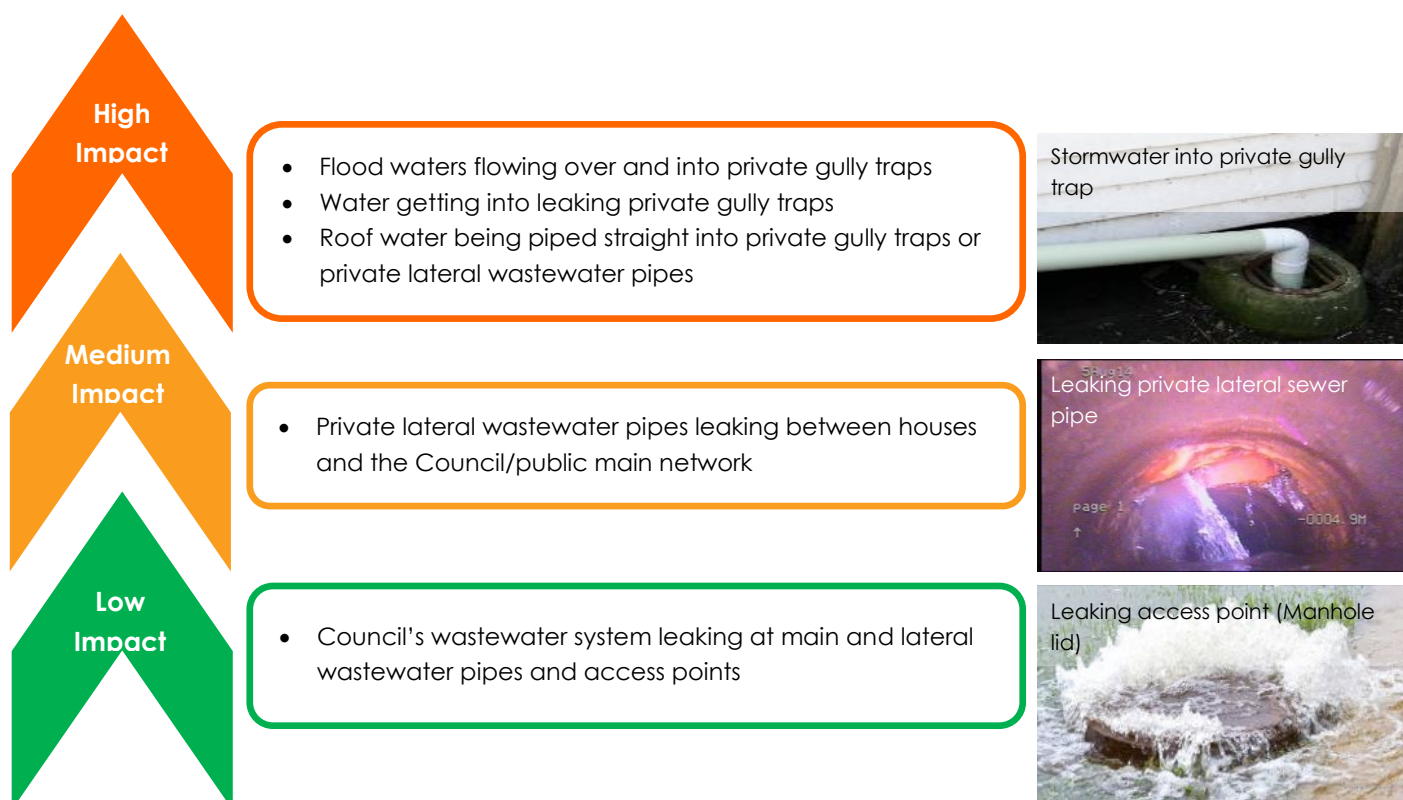 High
Impact
• Flood waters flowing over and into private gully traps
• Water getting into leaking private gully traps
• Roof water being piped straight into private gully traps or
private lateral wastewater pipes
Stormwater into private gully
trap
Medium
Impact
• Private lateral wastewater pipes leaking between houses
and the Council/public main network
5Aug14
Leaking private lateral sewer
pipe
page 1
-0004.9M
Low
Impact
• Council’s wastewater system leaking at main and lateral
wastewater pipes and access points
Leaking access point (Manhole
lid)